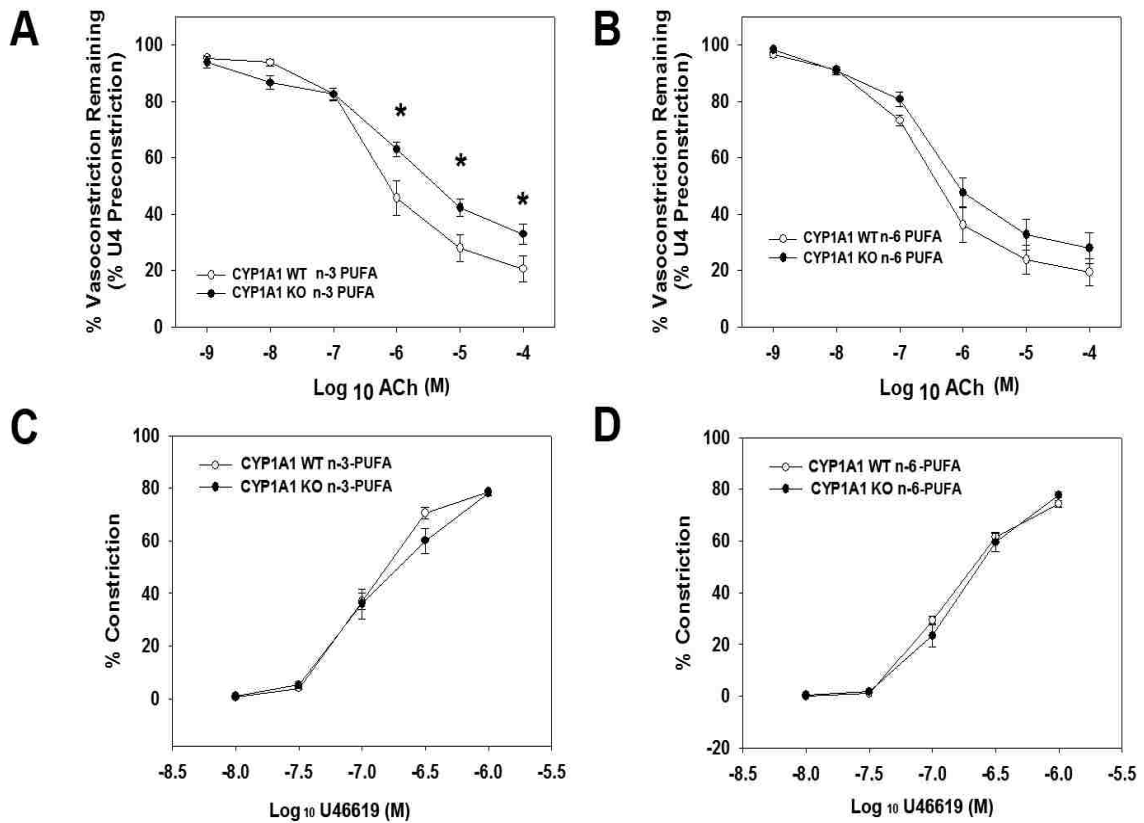 A
% Vasoconstriction Remaining
(% U4 Preconstriction)
100
80
60
40
20
0
*
*
*
CYP1A1 WT n-3 PUFA
CYP1A1 KO n-3 PUFA
-9 -8 -7 -6 -5 -4
Log 10 ACh (M)
B
% Vasoconstriction Remaining
(% U4 Preconstriction)
100
80
60
40
20
0
CYP1A1 WT n-6 PUFA
CYP1A1 KO n-6 PUFA
-9 -8 -7 -6 -5 -4
Log 10 ACh (M)
C
% Constriction
100
80
60
40
20
0
CYP1A1 WT n-3-PUFA
CYP1A1 KO n-3-PUFA
-8.5 -8.0 -7.5 -7.0 -6.5 -6.0 -5.5
Log 10 U46619 (M)
D
% Constriction
100
80
60
40
20
0
-20
CYP1A1 WT n-6-PUFA
CYP1A1 KO n-6-PUFA
-8.5 -8.0 -7.5 -7.0 -6.5 -6.0 -5.5
Log 10 U46619 (M)